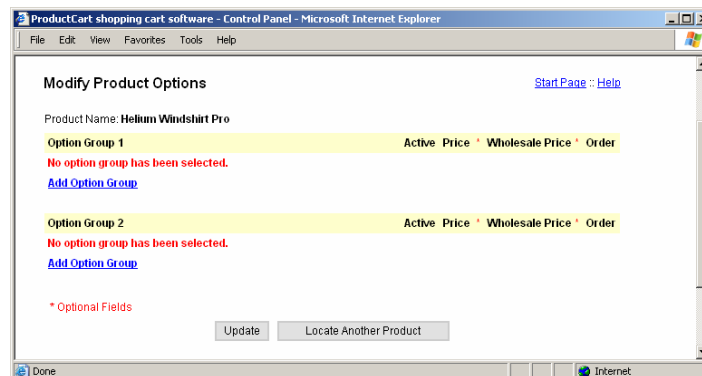 ProductCart shopping cart software - Control Panel - Microsoft Internet Explorer
File Edit View Favorites Tools Help
Modify Product Options Start Page :: Help
Product Name: Helium Windshirt Pro
Option Group 1 Active Price * Wholesale Price * Order
No option group has been selected.
Add Option Group
Option Group 2 Active Price * Wholesale Price * Order
No option group has been selected.
Add Option Group
* Optional Fields
Update Locate Another Product
Done Internet